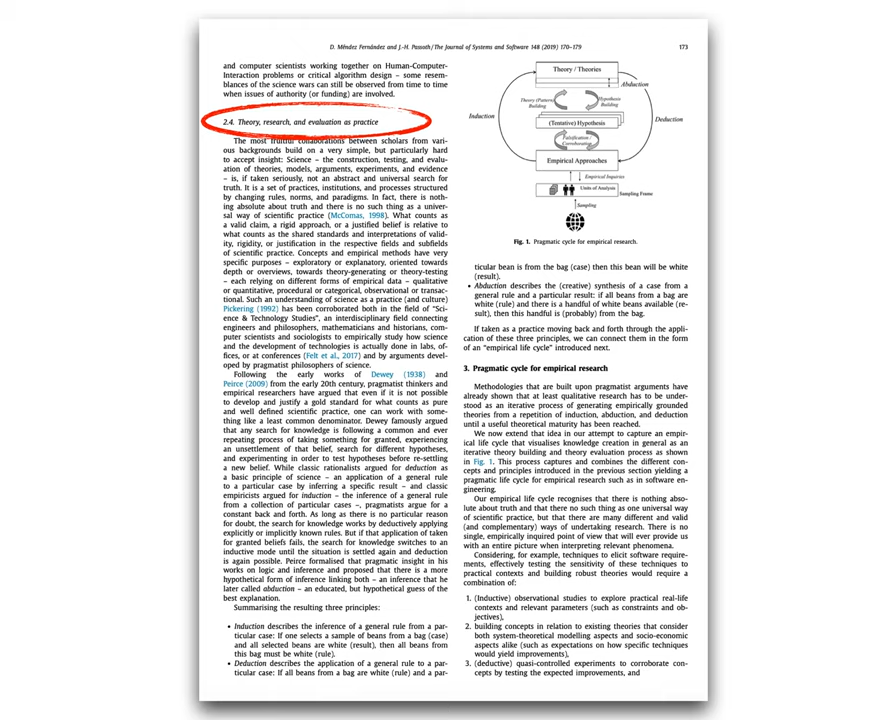 D. Méndez Fernández and J.-H. Passoth / The Journal of Systems and Software 148 (2019) 170–179
173
and computer scientists working together on Human-Computer-
Interaction problems or critical algorithm design – some resem-
blances of the science wars can still be observed from time to time
when issues of authority (or funding) are involved.
2.4. Theory, research, and evaluation as practice
The most fruitful collaborations between scholars from vari-
ous backgrounds build on a very simple, but particularly hard
to accept insight: Science – the construction, testing, and evalu-
ation of theories, models, arguments, experiments, and evidence
– is, if taken seriously, not an abstract and universal search for
truth. It is a set of practices, institutions, and processes structured
by changing rules, norms, and paradigms. In fact, there is noth-
ing absolute about truth and there is no such thing as a univer-
sal way of scientific practice (McComas, 1998). What counts as
a valid claim, a rigid approach, or a justified belief is relative to
what counts as the shared standards and interpretations of valid-
ity, rigidity, or justification in the respective fields and subfields
of scientific practice. Concepts and empirical methods have very
specific purposes – exploratory or explanatory, oriented towards
depth or overviews, towards theory-generating or theory-testing
– each relying on different forms of empirical data – qualitative
or quantitative, procedural or categorical, observational or transac-
tional. Such an understanding of science as a practice (and culture)
Pickering (1992) has been corroborated both in the field of "Sci-
ence & Technology Studies", an interdisciplinary field connecting
engineers and philosophers, mathematicians and historians, com-
puter scientists and sociologists to empirically study how science
and the development of technologies is actually done in labs, of-
fices, or at conferences (Felt et al., 2017) and by arguments devel-
oped by pragmatist philosophers of science.
Following the early works of Dewey (1938) and
Peirce (2009) from the early 20th century, pragmatist thinkers and
empirical researchers have argued that even if it is not possible
to develop and justify a gold standard for what counts as pure
and well defined scientific practice, one can work with some-
thing like a least common denominator. Dewey famously argued
that any search for knowledge is following a common and ever
repeating process of taking something for granted, experiencing
an unsettlement of that belief, search for different hypotheses,
and experimenting in order to test hypotheses before re-settling
a new belief. While classic rationalists argued for deduction as
a basic principle of science – an application of a general rule
to a particular case by inferring a specific result – and classic
empiricists argued for induction – the inference of a general rule
from a collection of particular cases –, pragmatists argue for a
constant back and forth. As long as there is no particular reason
for doubt, the search for knowledge works by deductively applying
explicitly or implicitly known rules. But if that application of taken
for granted beliefs fails, the search for knowledge switches to an
inductive mode until the situation is settled again and deduction
is again possible. Peirce formalised that pragmatic insight in his
works on logic and inference and proposed that there is a more
hypothetical form of inference linking both – an inference that he
later called abduction – an educated, but hypothetical guess of the
best explanation.
Summarising the resulting three principles:
• Induction describes the inference of a general rule from a par-
ticular case: If one selects a sample of beans from a bag (case)
and all selected beans are white (result), then all beans from
this bag must be white (rule).
• Deduction describes the application of a general rule to a par-
ticular case: If all beans from a bag are white (rule) and a par-
Theory / Theories
Abduction
Theory (Pattern) Building
Hypothesis Building
Induction
(Tentative) Hypothesis
Deduction
Falsification / Corroboration
Empirical Approaches
Empirical Inquiries
Units of Analysis
Sampling Frame
Sampling
Fig. 1. Pragmatic cycle for empirical research.
ticular bean is from the bag (case) then this bean will be white
(result).
• Abduction describes the (creative) synthesis of a case from a
general rule and a particular result: if all beans from a bag are
white (rule) and there is a handful of white beans available (re-
sult), then this handful is (probably) from the bag.
If taken as a practice moving back and forth through the appli-
cation of these three principles, we can connect them in the form
of an "empirical life cycle" introduced next.
3. Pragmatic cycle for empirical research
Methodologies that are built upon pragmatist arguments have
already shown that at least qualitative research has to be under-
stood as an iterative process of generating empirically grounded
theories from a repetition of induction, abduction, and deduction
until a useful theoretical maturity has been reached.
We now extend that idea in our attempt to capture an empir-
ical life cycle that visualises knowledge creation in general as an
iterative theory building and theory evaluation process as shown
in Fig. 1. This process captures and combines the different con-
cepts and principles introduced in the previous section yielding a
pragmatic life cycle for empirical research such as in software en-
gineering.
Our empirical life cycle recognises that there is nothing abso-
lute about truth and that there no such thing as one universal way
of scientific practice, but that there are many different and valid
(and complementary) ways of undertaking research. There is no
single, empirically inquired point of view that will ever provide us
with an entire picture when interpreting relevant phenomena.
Considering, for example, techniques to elicit software require-
ments, effectively testing the sensitivity of these techniques to
practical contexts and building robust theories would require a
combination of:
1. (Inductive) observational studies to explore practical real-life
contexts and relevant parameters (such as constraints and ob-
jectives),
2. building concepts in relation to existing theories that consider
both system-theoretical modelling aspects and socio-economic
aspects alike (such as expectations on how specific techniques
would yield improvements),
3. (deductive) quasi-controlled experiments to corroborate con-
cepts by testing the expected improvements, and